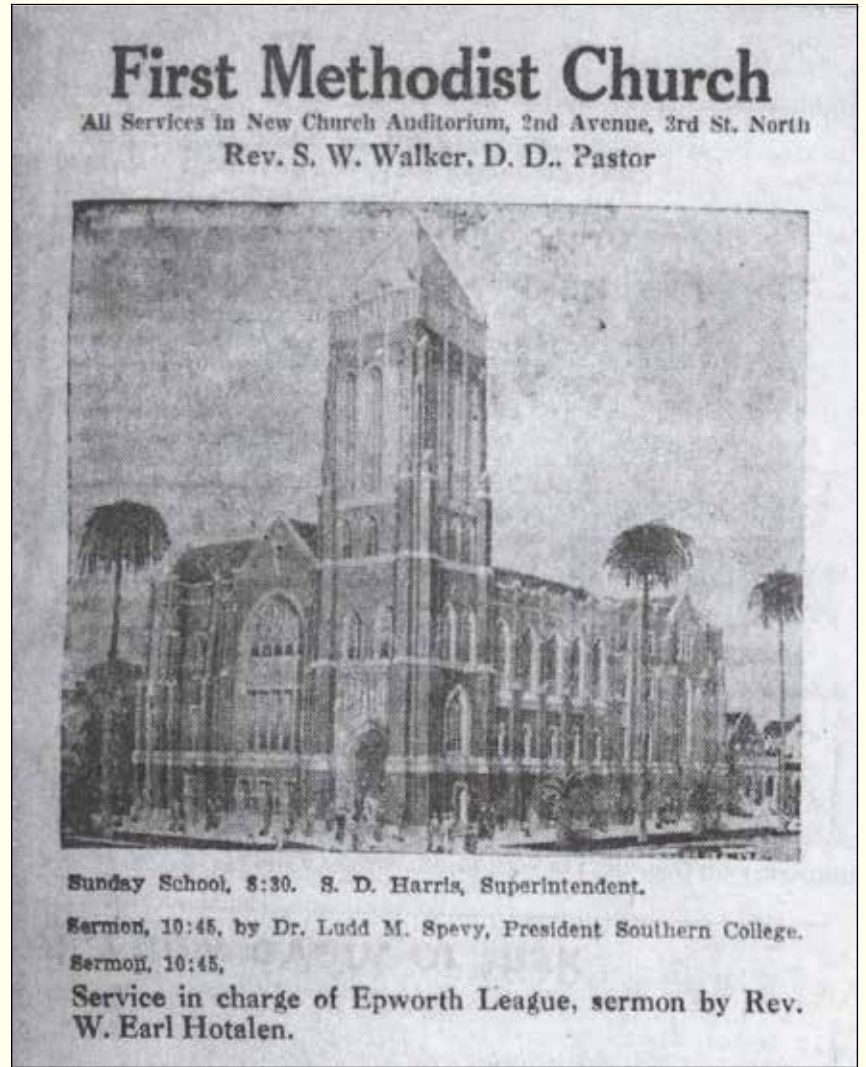 First Methodist Church
All Services in New Church Auditorium, 2nd Avenue, 3rd St. North
Rev. S. W. Walker, D. D., Pastor
Sunday School, 8:30. S. D. Harris, Superintendent.
Sermon, 10:45, by Dr. Ludd M. Spevy, President Southern College.
Sermon, 10:45,
Service in charge of Epworth League, sermon by Rev.
W. Earl Hotalen.